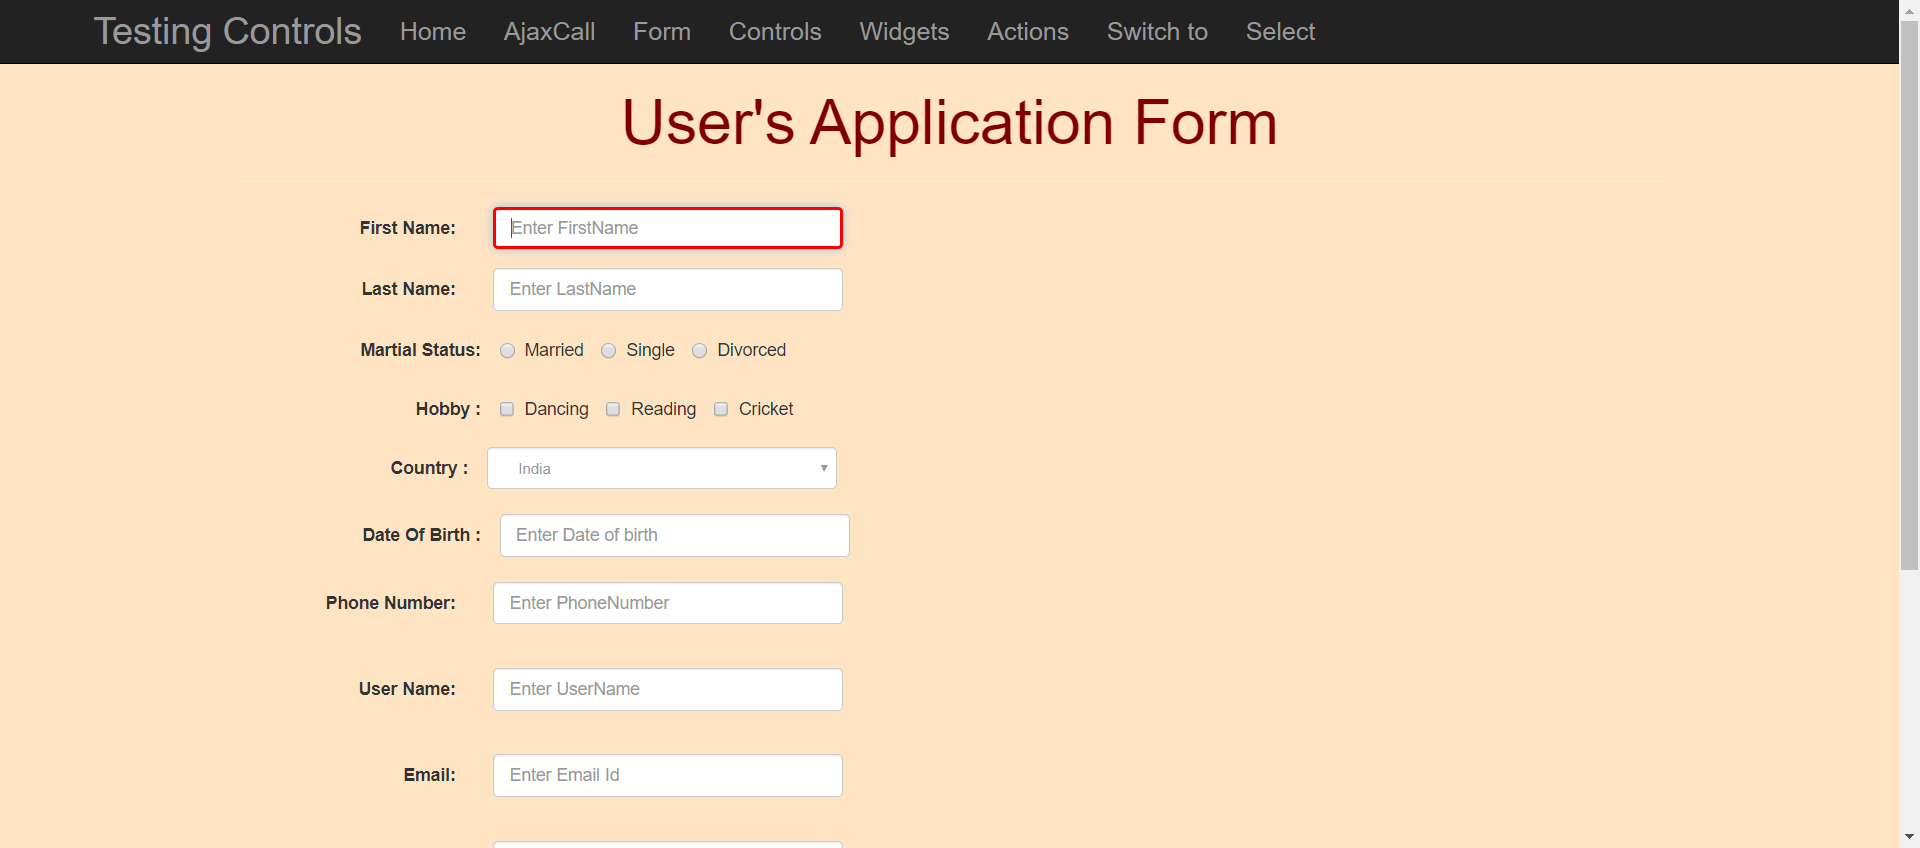 Testing Controls Home AjaxCall Form Controls Widgets Actions Switch to Select
User's Application Form
First Name: Enter FirstName
Last Name: Enter LastName
Martial Status: Married Single Divorced
Hobby : Dancing Reading Cricket
Country : India
Date Of Birth : Enter Date of birth
Phone Number: Enter PhoneNumber
User Name: Enter UserName
Email: Enter Email Id